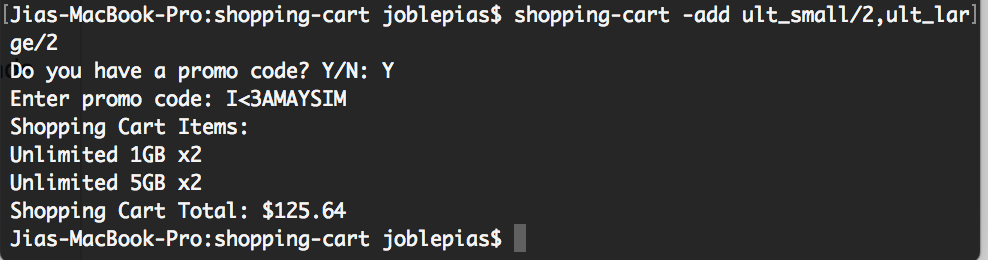 [Jias-MacBook-Pro:shopping-cart joblepias$ shopping-cart -add ult_small/2,ult_lar]
ge/2
Do you have a promo code? Y/N: Y
Enter promo code: I<3AMAYSIM
Shopping Cart Items:
Unlimited 1GB x2
Unlimited 5GB x2
Shopping Cart Total: $125.64
Jias-MacBook-Pro:shopping-cart joblepias$